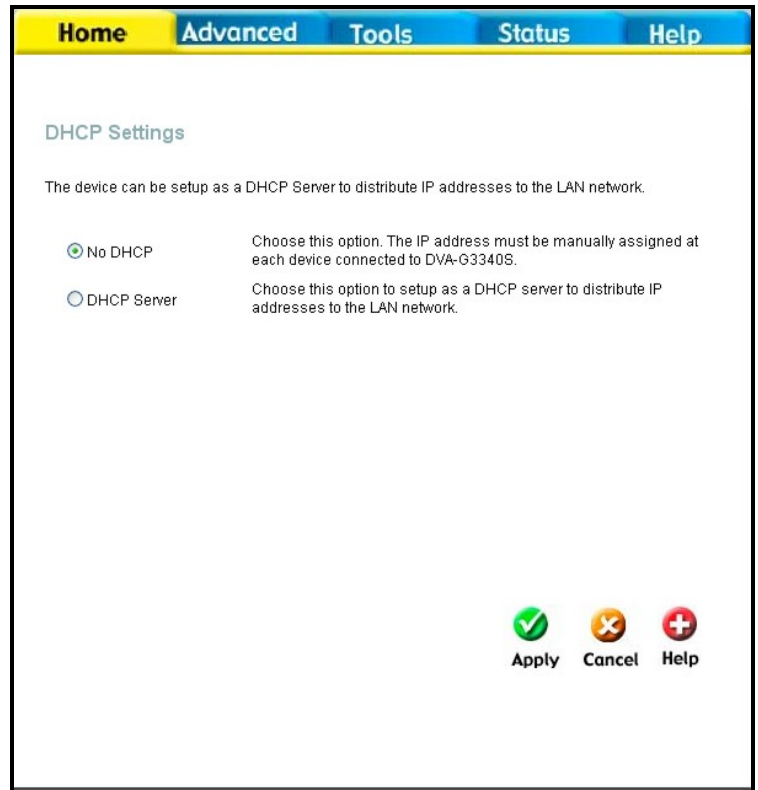 Home Advanced Tools Status Help
DHCP Settings
The device can be setup as a DHCP Server to distribute IP addresses to the LAN network.
No DHCP
Choose this option. The IP address must be manually assigned at
each device connected to DVA-G3340S.
DHCP Server
Choose this option to setup as a DHCP server to distribute IP
addresses to the LAN network.
Apply Cancel Help